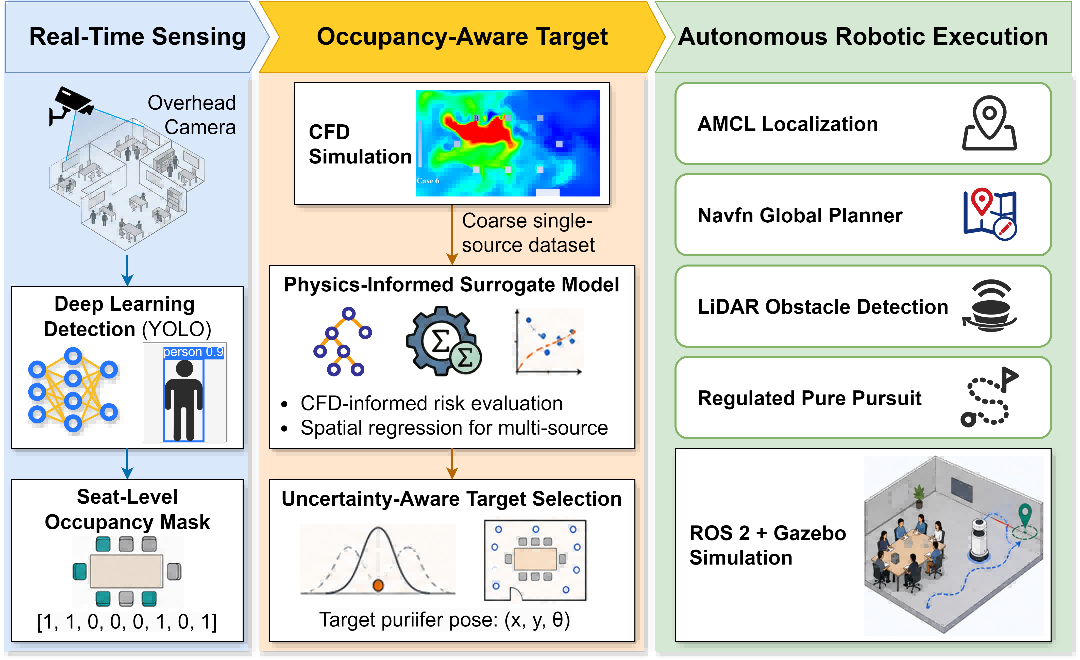 Real-Time Sensing
Overhead
Camera
Deep Learning
Detection (YOLO)
person 0.9
Seat-Level
Occupancy Mask
[1, 1, 0, 0, 0, 1, 0, 1]
Occupancy-Aware Target
CFD
Simulation
Case 6
Coarse single-
source dataset
Physics-Informed Surrogate Model
Σ
Σ
• CFD-informed risk evaluation
• Spatial regression for multi-source
Uncertainty-Aware Target Selection
Target puriifer pose: (x, y, θ)
Autonomous Robotic Execution
AMCL Localization
Navfn Global Planner
LiDAR Obstacle Detection
Regulated Pure Pursuit
ROS 2 + Gazebo
Simulation